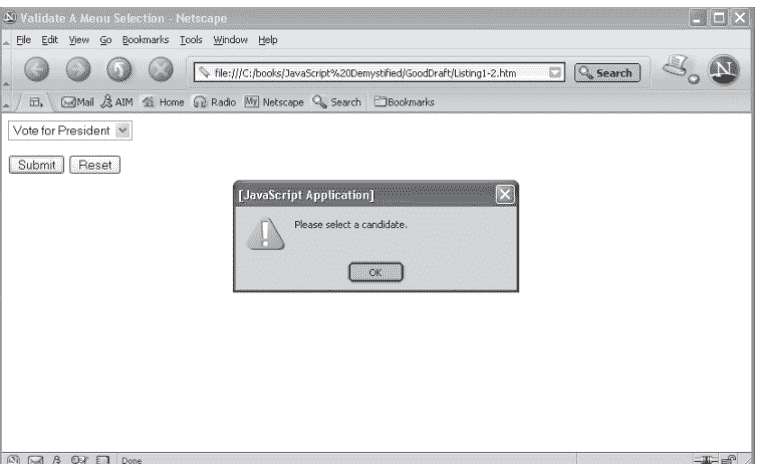 Validate A Menu Selection - Netscape
File Edit View Go Bookmarks Tools Window Help
file:///C:/books/JavaScript%20Demystified/GoodDraft/Listing1-2.htm
Search
N
Mail AIM Home Radio My Netscape Search Bookmarks
Vote for President
Submit Reset
[JavaScript Application]
Please select a candidate.
OK
Done